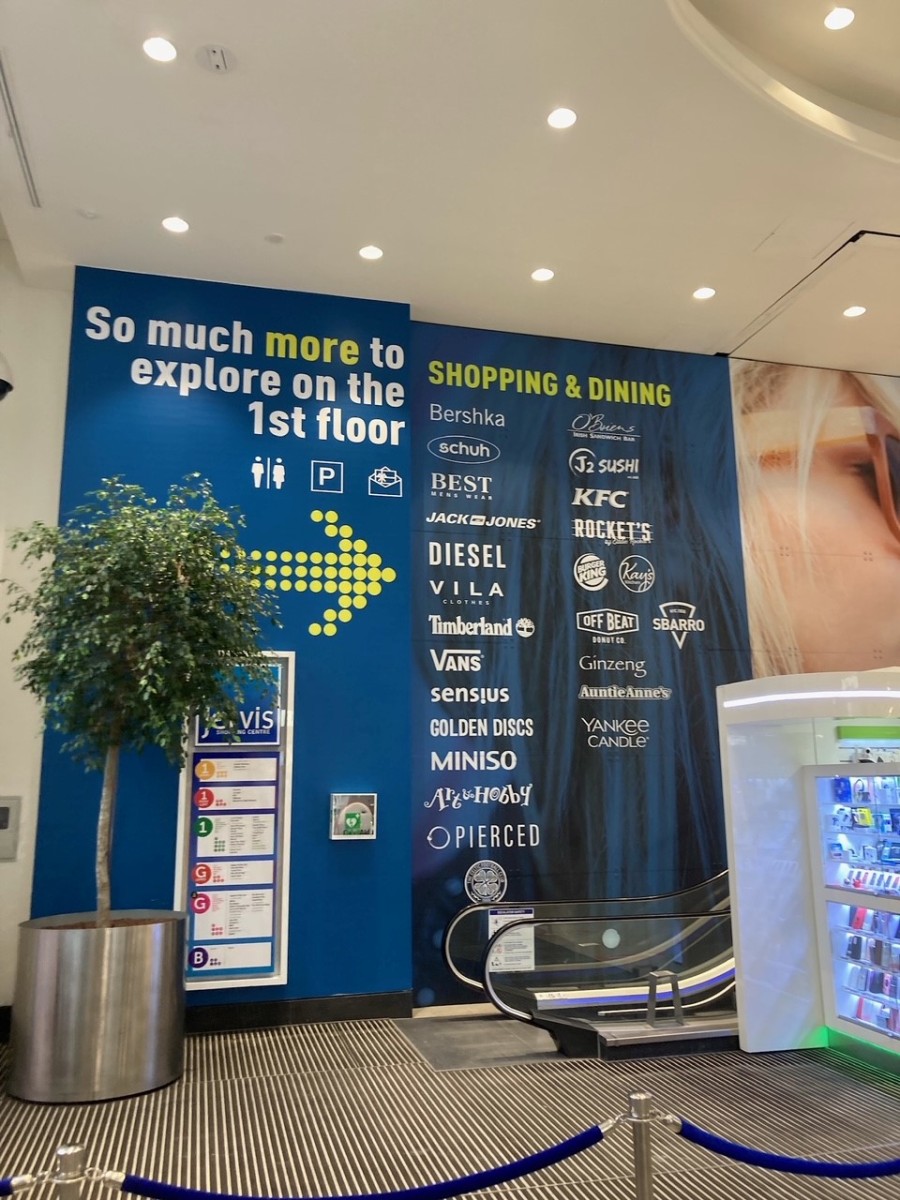 So much more to
explore on the
1st floor
P
Jervis
SHOPPING CENTRE
1
1
1
G
G
B
SHOPPING & DINING
Bershka
schuh
BEST
MENS WEAR
JACK & JONES
DIESEL
VILA
CLOTHES
Timberland
VANS
sensius
GOLDEN DISCS
MINISO
Art & Hobby
PIERCED
O'Briens
IRISH SANDWICH BAR
J2 SUSHI
KFC
ROCKET'S
BURGER KING
Kay's
OFF BEAT
DONUT CO.
SBARRO
Ginzeng
AuntieAnne's
YANKEE
CANDLE